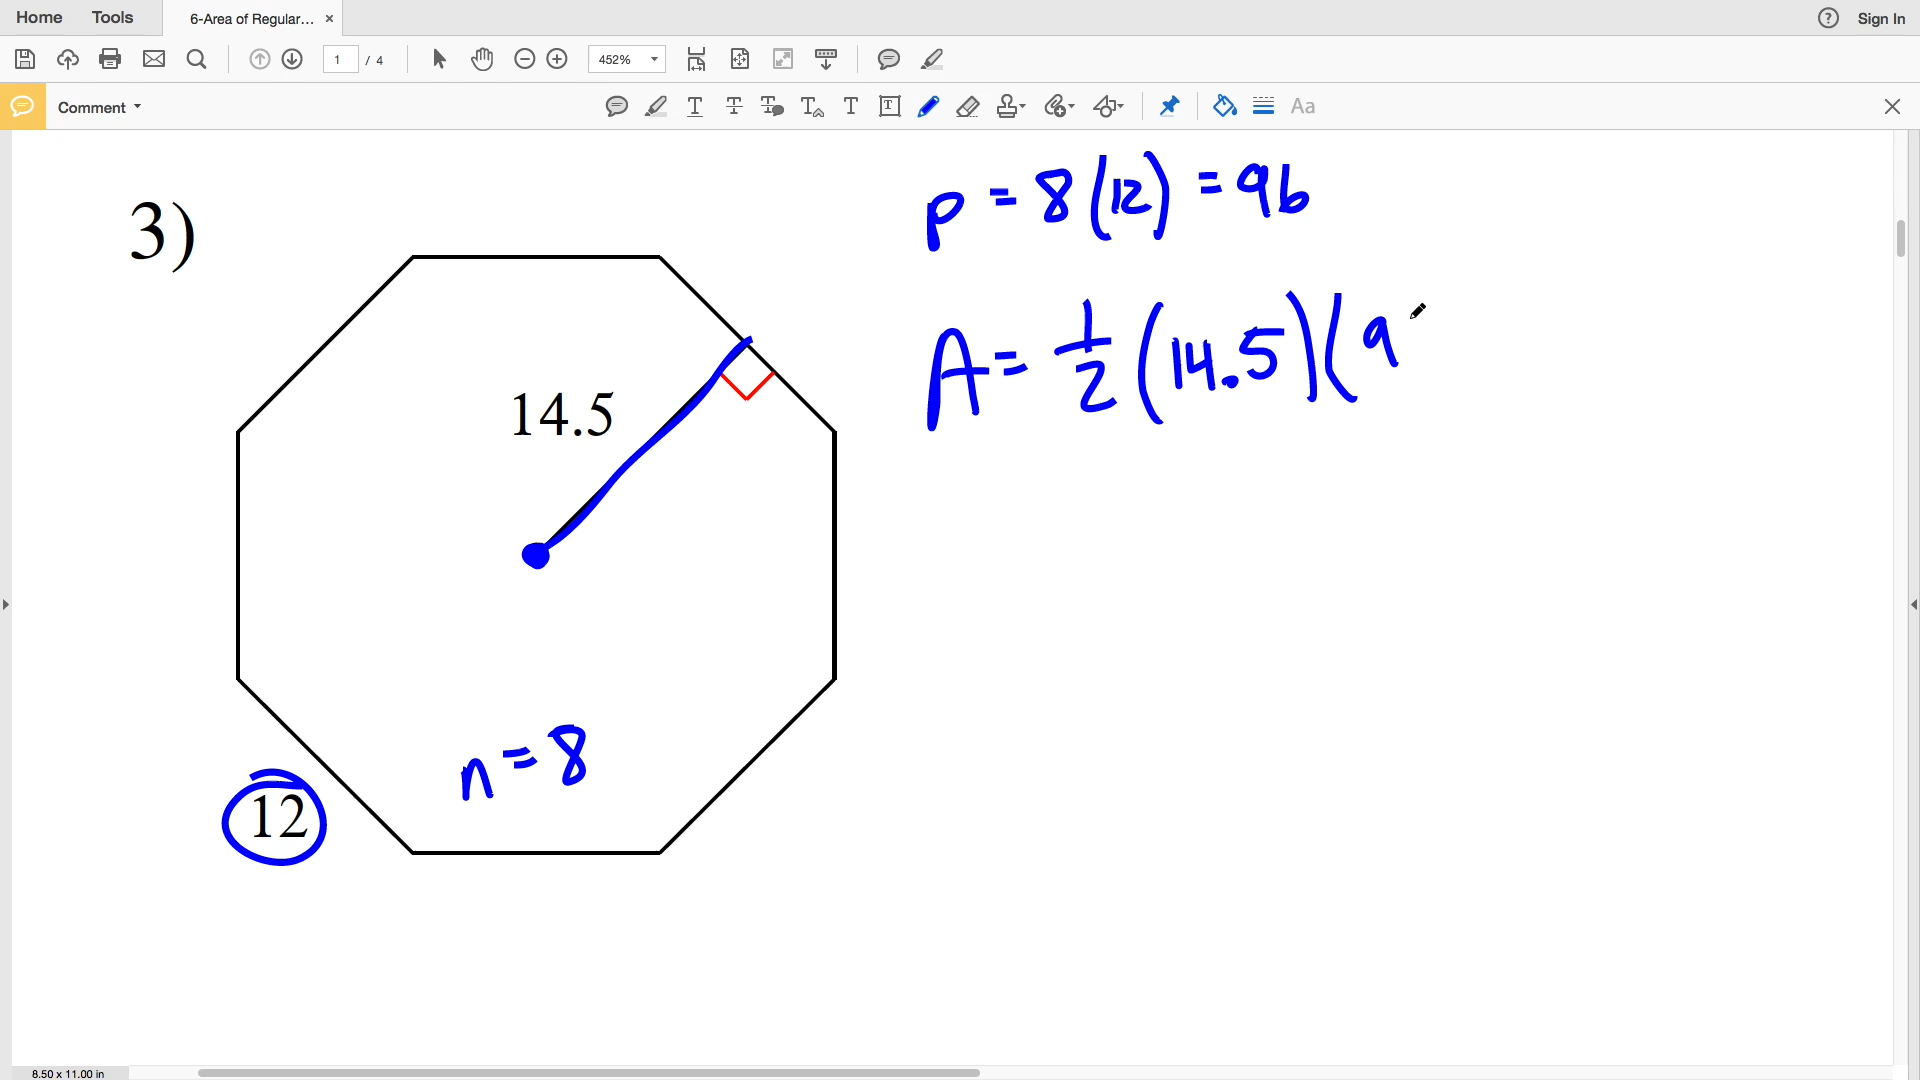 Home Tools 6-Area of Regular... × ? Sign In
1 / 4 452%
Comment T T T T T T Aa
3)
p = 8(12) = 96
A = 1/2 (14.5)(9
14.5
n = 8
12
8.50 x 11.00 in